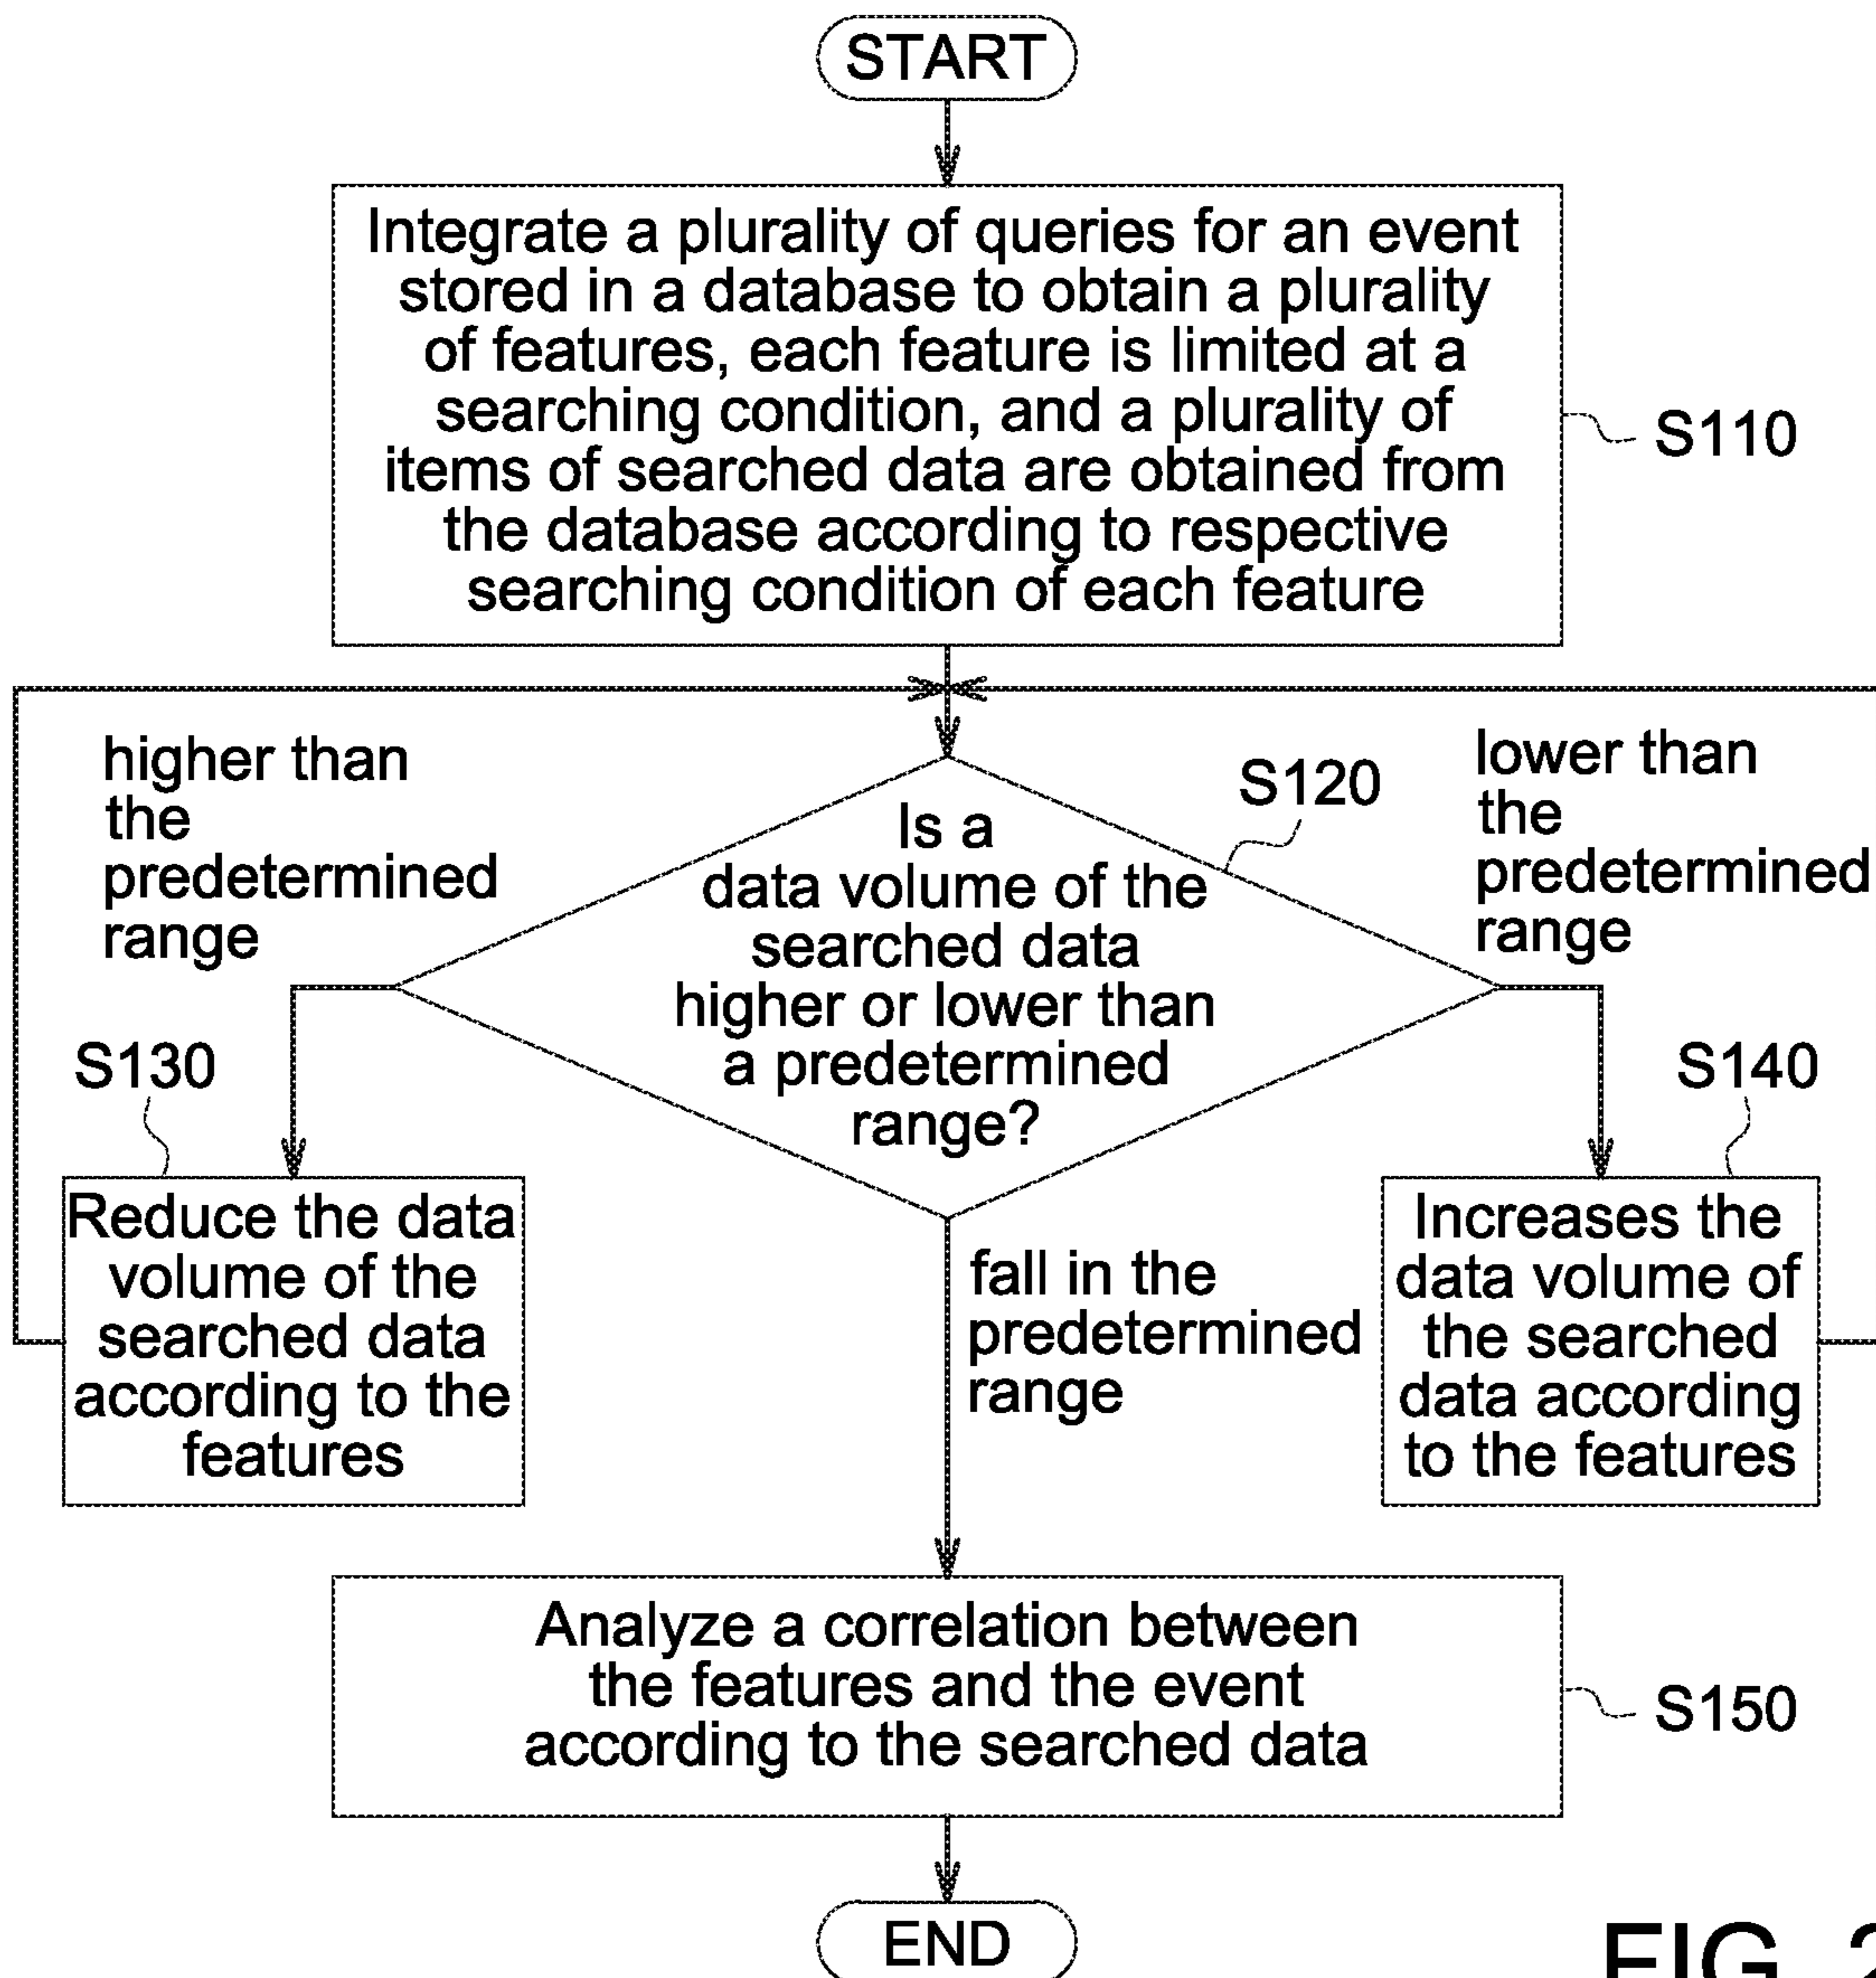 START
Integrate a plurality of queries for an event
stored in a database to obtain a plurality
of features, each feature is limited at a
searching condition, and a plurality of
items of searched data are obtained from
the database according to respective
searching condition of each feature
S110
higher than
the
predetermined
range
Is a
data volume of the
searched data
higher or lower than
a predetermined
range?
S120
lower than
the
predetermined
range
S130
Reduce the data
volume of the
searched data
according to the
features
fall in the
predetermined
range
S140
Increases the
data volume of
the searched
data according
to the features
Analyze a correlation between
the features and the event
according to the searched data
S150
END
FIG. 2